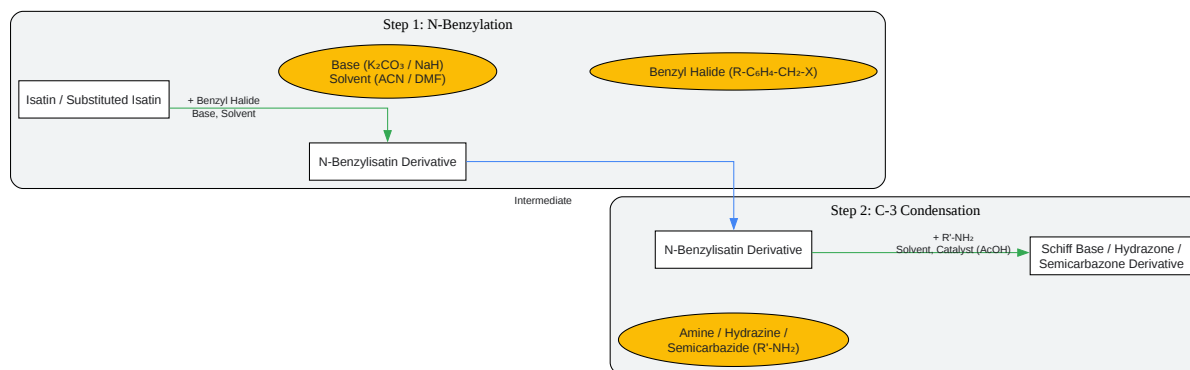 Step 1: N-Benzylation
Base (K₂CO₃ / NaH)
Solvent (ACN / DMF)
Benzyl Halide (R-C₆H₄-CH₂-X)
Isatin / Substituted Isatin
+ Benzyl Halide
Base, Solvent
N-Benzylisatin Derivative
Intermediate
Step 2: C-3 Condensation
N-Benzylisatin Derivative
+ R'-NH₂
Solvent, Catalyst (AcOH)
Schiff Base / Hydrazone /
Semicarbazone Derivative
Amine / Hydrazine /
Semicarbazide (R'-NH₂)